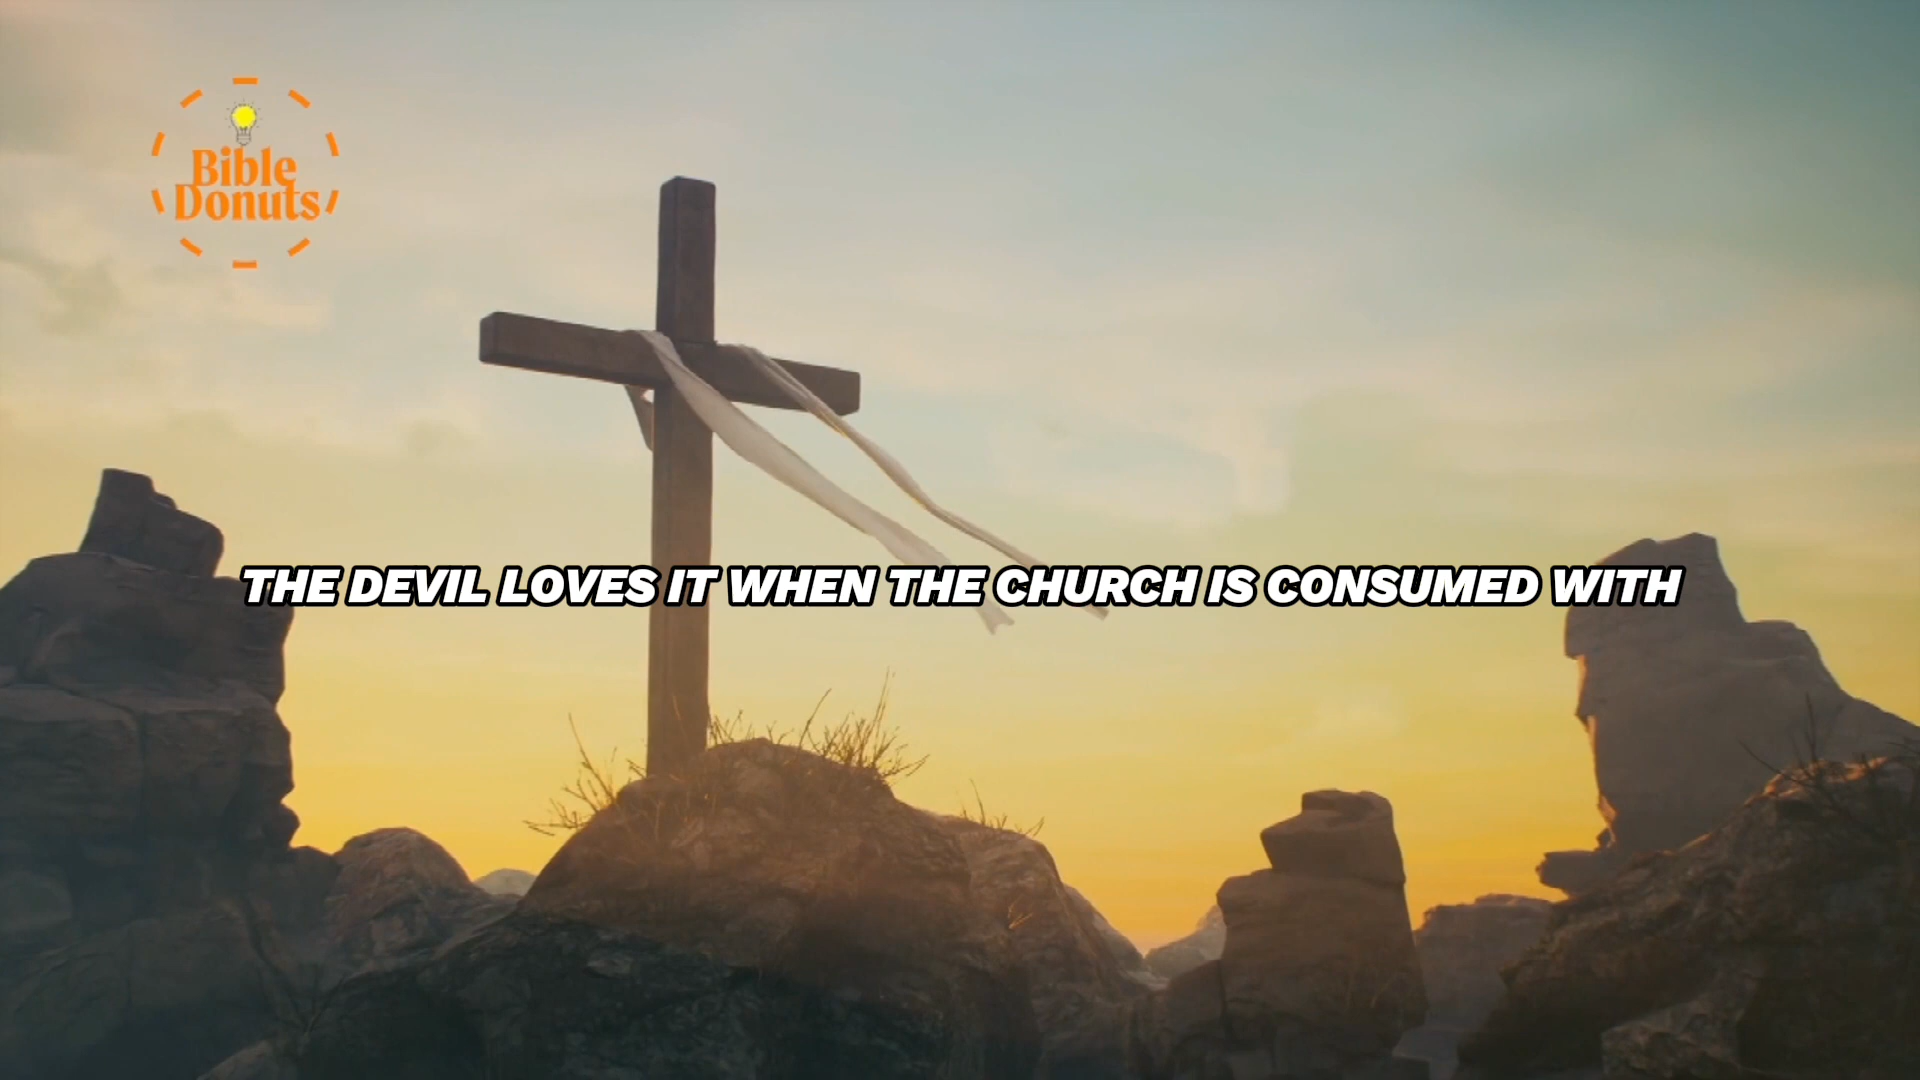 Bible
Donuts
THE DEVIL LOVES IT WHEN THE CHURCH IS CONSUMED WITH